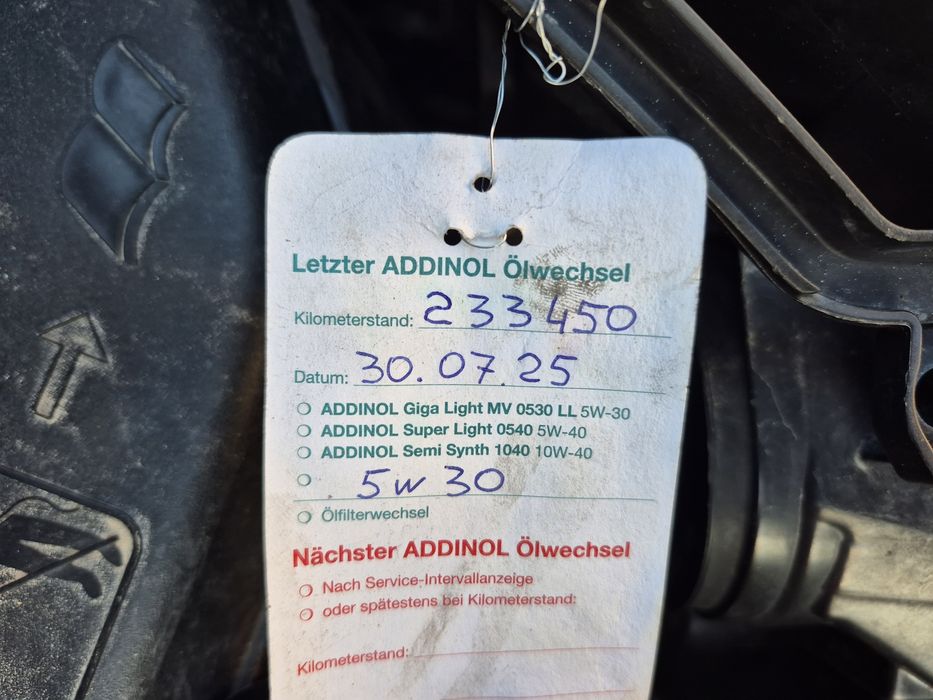 Letzter ADDINOL Ölwechsel
Kilometerstand: 233450
Datum: 30.07.25
ADDINOL Giga Light MV 0530 LL 5W-30
ADDINOL Super Light 0540 5W-40
ADDINOL Semi Synth 1040 10W-40
5w 30
Ölfilterwechsel
Nächster ADDINOL Ölwechsel
Nach Service-Intervallanzeige
oder spätestens bei Kilometerstand:
Kilometerstand: